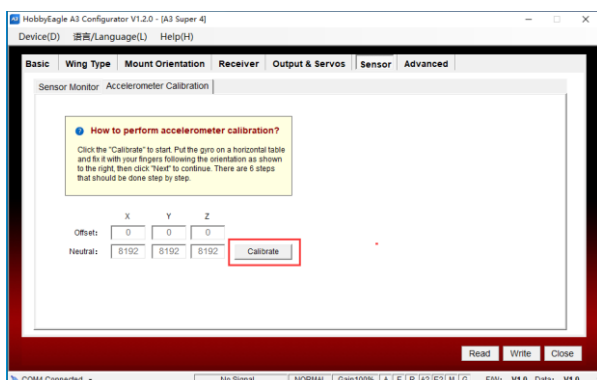 HobbyEagle A3 Configurator V1.2.0 - [A3 Super 4]
Device(D) 语言/Language(L) Help(H)
Basic Wing Type Mount Orientation Receiver Output & Servos Sensor Advanced
Sensor Monitor Accelerometer Calibration
How to perform accelerometer calibration?
Click the "Calibrate" to start. Put the gyro on a horizontal table
and fix it with your fingers following the orientation as shown
to the right, then click "Next" to continue. There are 6 steps
that should be done step by step.
X Y Z
Offset: 0 0 0
Neutral: 8192 8192 8192 Calibrate
Read Write Close
COM4 Connected No Signal NORMAL Gain100% A E R A2 E2 M G F/W: V1.0 Data: V1.0